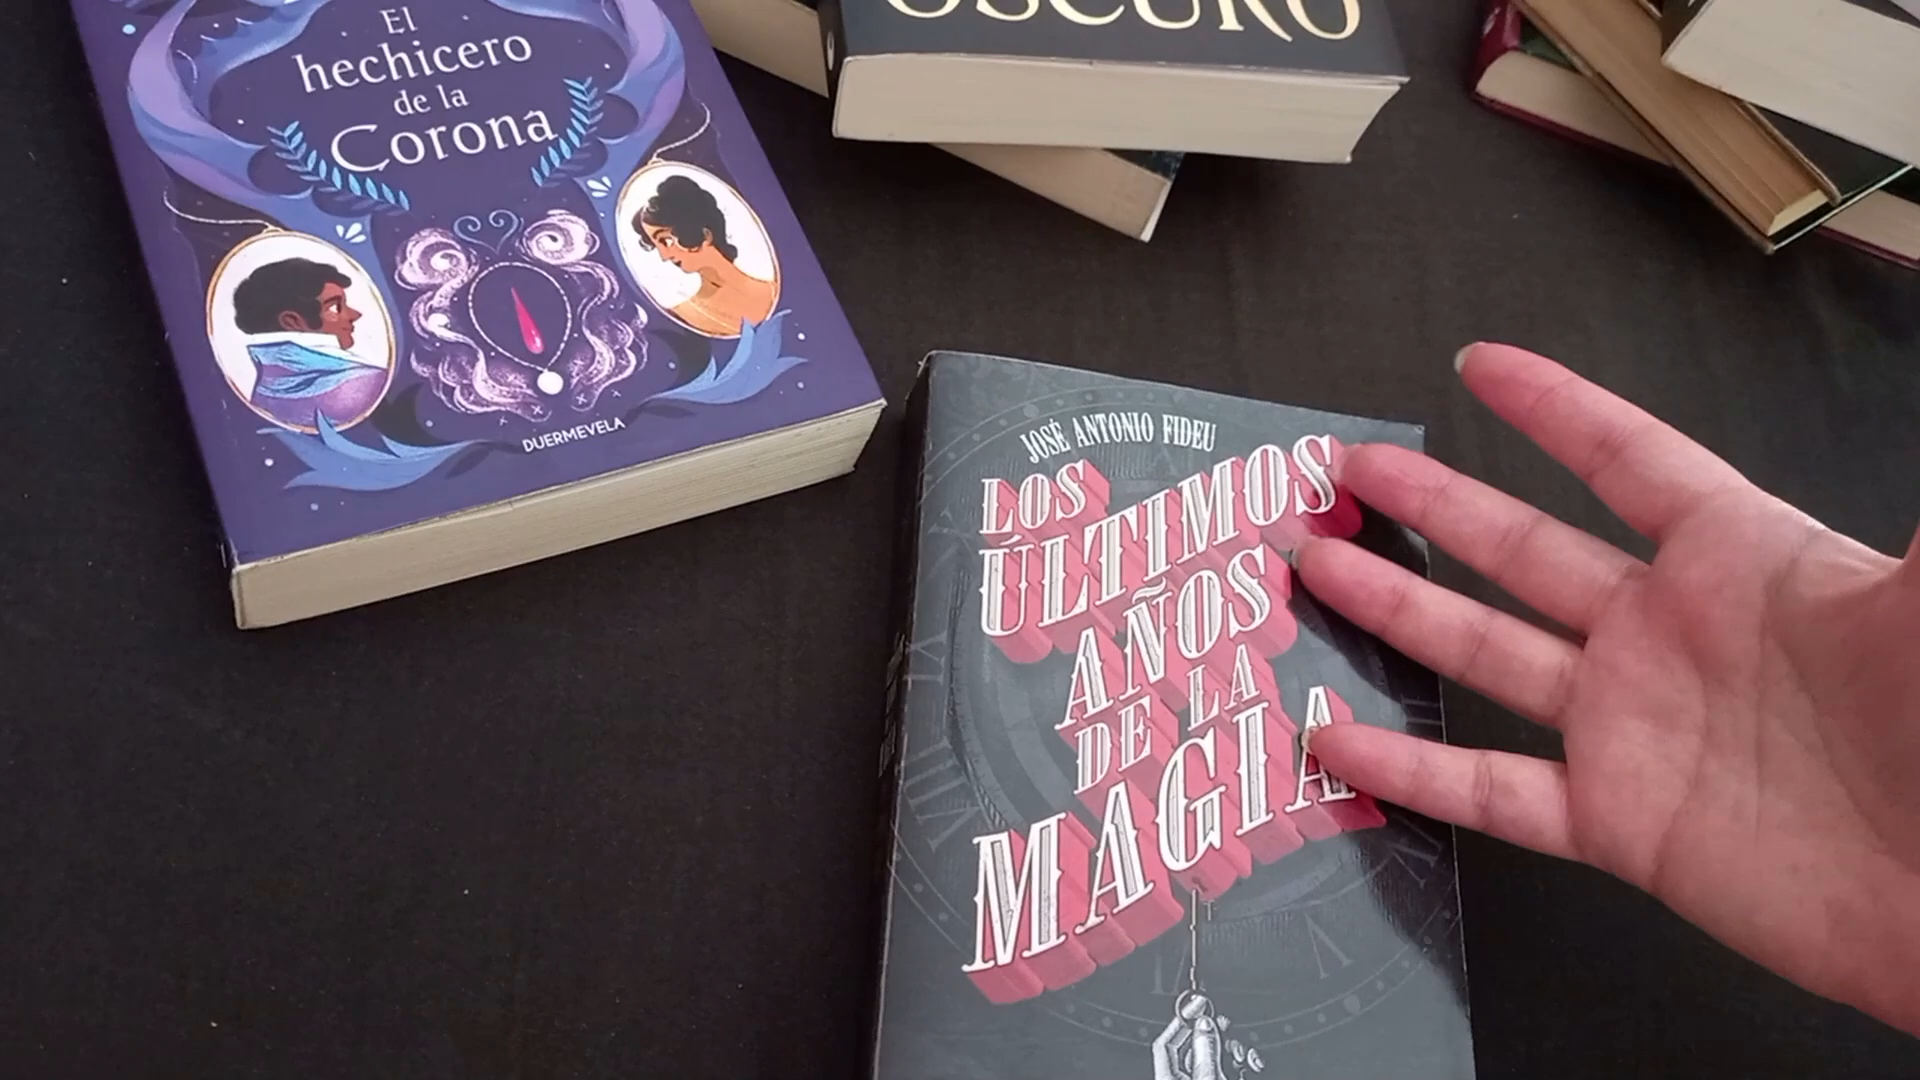 El
hechicero
de la
Corona
DUERMEVELA
OSCURO
JOSÉ ANTONIO FIDEU
LOS
ÚLTIMOS
AÑOS
DE LA
MAGIA